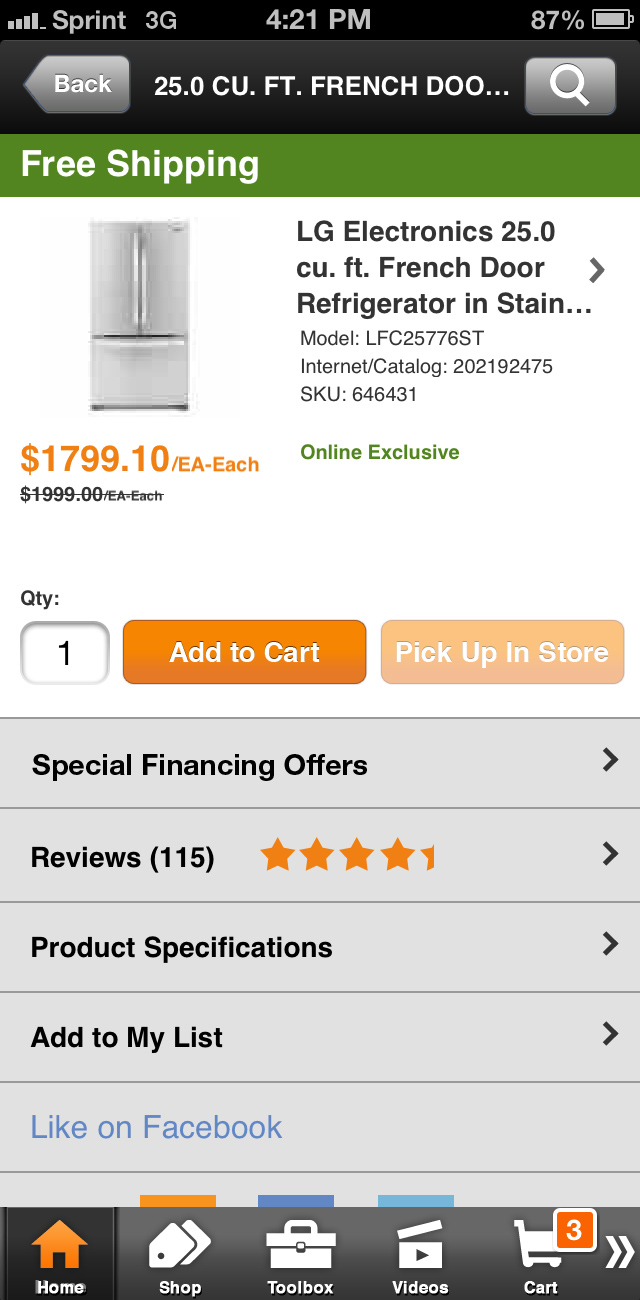 Sprint 3G 4:21 PM 87%
Back 25.0 CU. FT. FRENCH DOO...
Free Shipping
LG Electronics 25.0
cu. ft. French Door
Refrigerator in Stain...
Model: LFC25776ST
Internet/Catalog: 202192475
SKU: 646431
$1799.10/EA-Each
Online Exclusive
$1999.00/EA-Each
Qty:
1 Add to Cart Pick Up In Store
Special Financing Offers
Reviews (115)
Product Specifications
Add to My List
Like on Facebook
3
Home Shop Toolbox Videos Cart